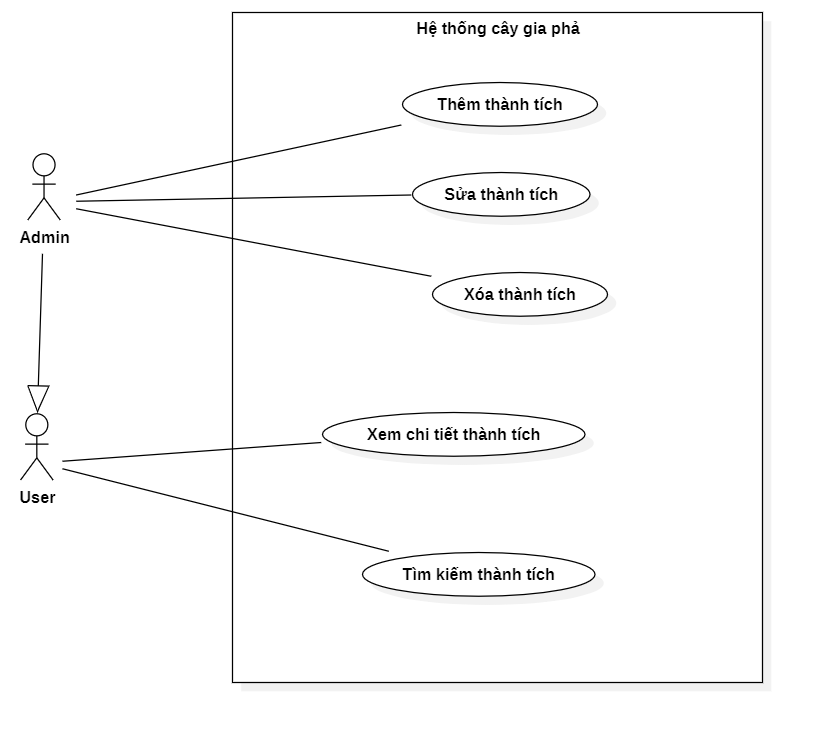 Hệ thống cây gia phả
Thêm thành tích
Sửa thành tích
Admin
Xóa thành tích
Xem chi tiết thành tích
User
Tìm kiếm thành tích